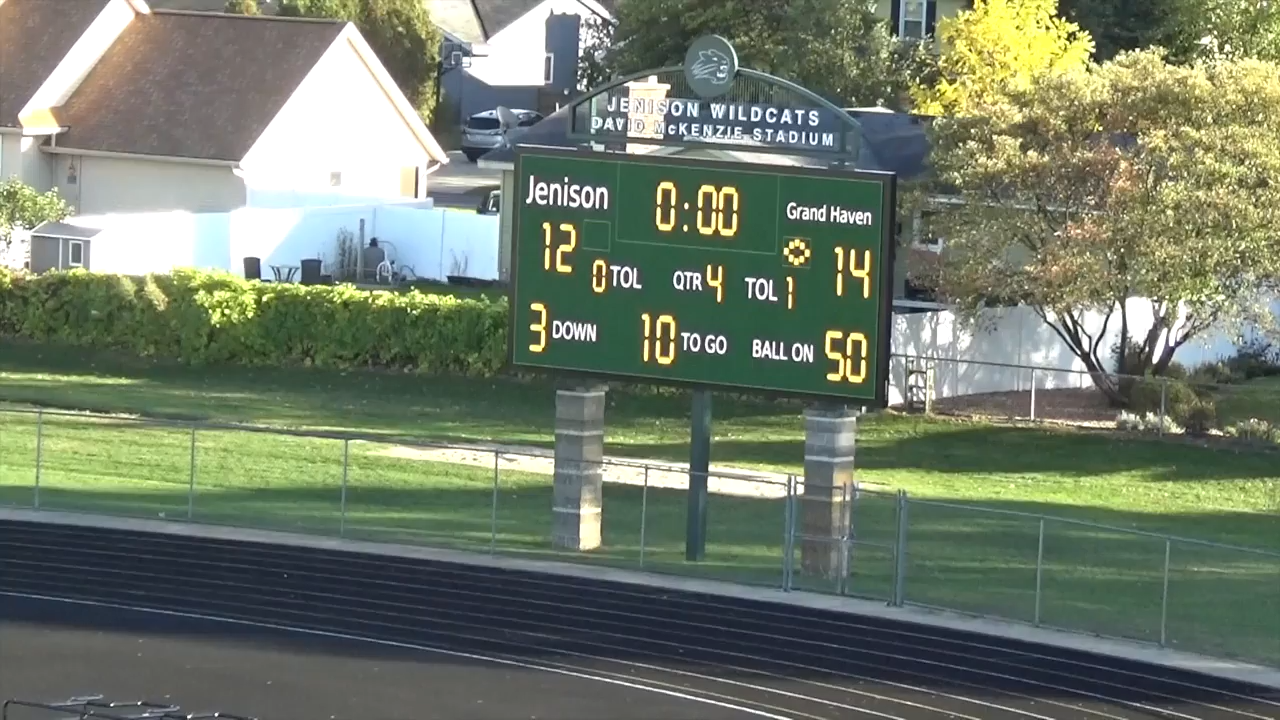 JENISON WILDCATS
DAVID McKENZIE STADIUM
Jenison 0:00 Grand Haven
12 14
0 TOL QTR 4 TOL 1
3 DOWN 10 TO GO BALL ON 50